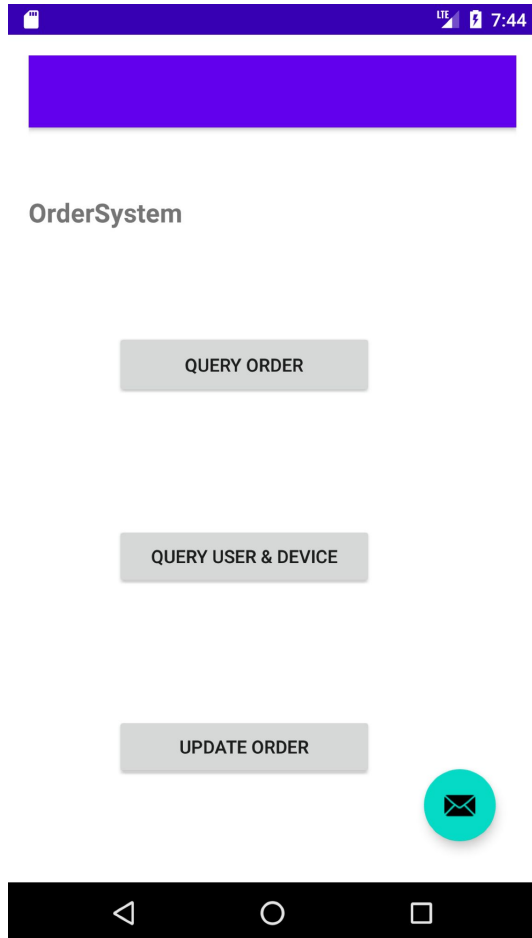 LTE 7:44
OrderSystem
QUERY ORDER
QUERY USER & DEVICE
UPDATE ORDER